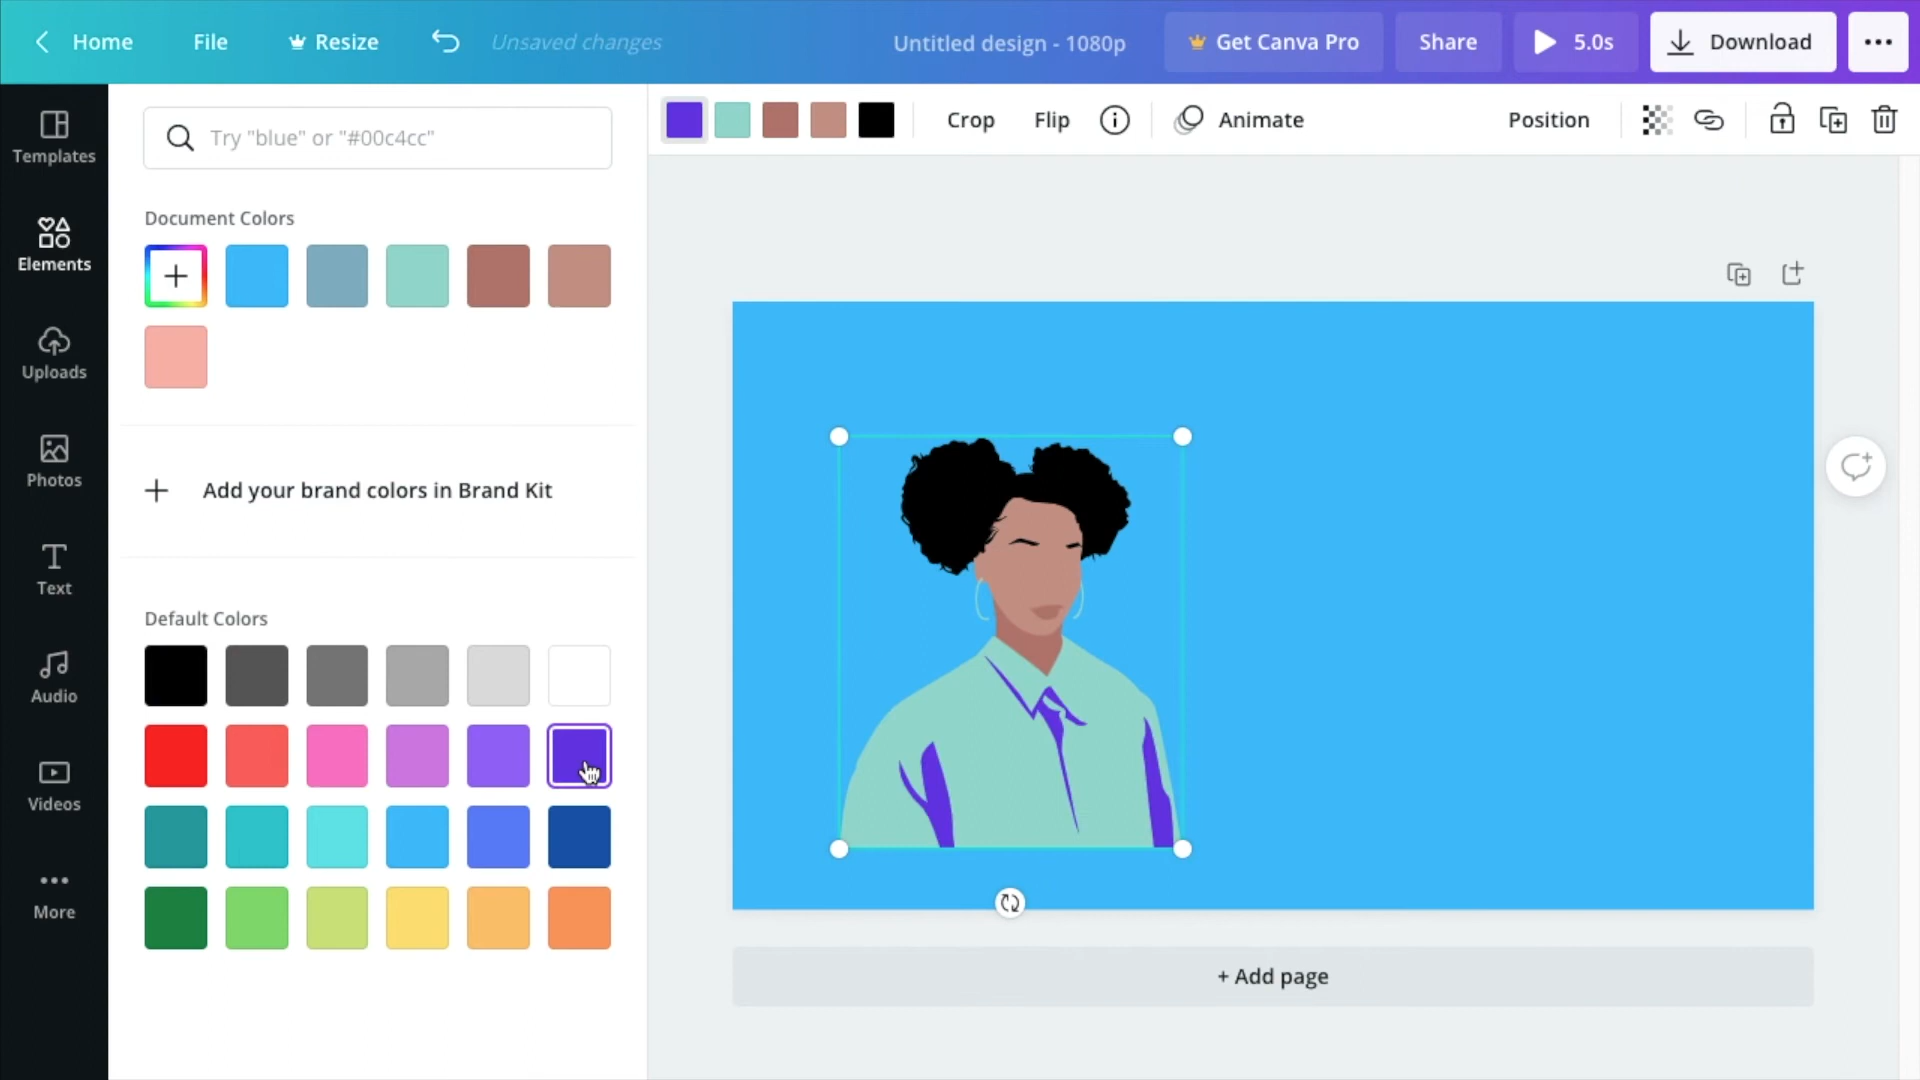 Home File Resize Unsaved changes Untitled design - 1080p Get Canva Pro Share 5.0s Download
Try "blue" or "#00c4cc"
Crop Flip Animate Position
Templates
Elements
Uploads
Photos
Text
Audio
Videos
More
Document Colors
Add your brand colors in Brand Kit
Default Colors
+ Add page